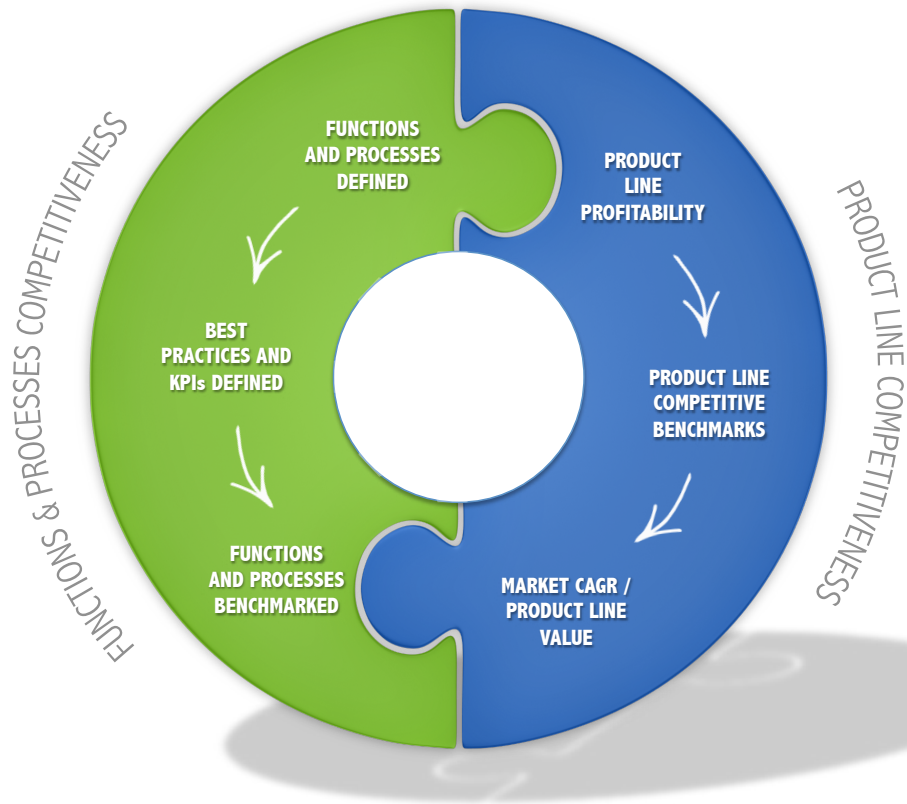 FUNCTIONS & PROCESSES COMPETITIVENESS
FUNCTIONS
AND PROCESSES
DEFINED
BEST
PRACTICES AND
KPIs DEFINED
FUNCTIONS
AND PROCESSES
BENCHMARKED
PRODUCT
LINE
PROFITABILITY
PRODUCT LINE
COMPETITIVE
BENCHMARKS
MARKET CAGR /
PRODUCT LINE
VALUE
PRODUCT LINE COMPETITIVENESS